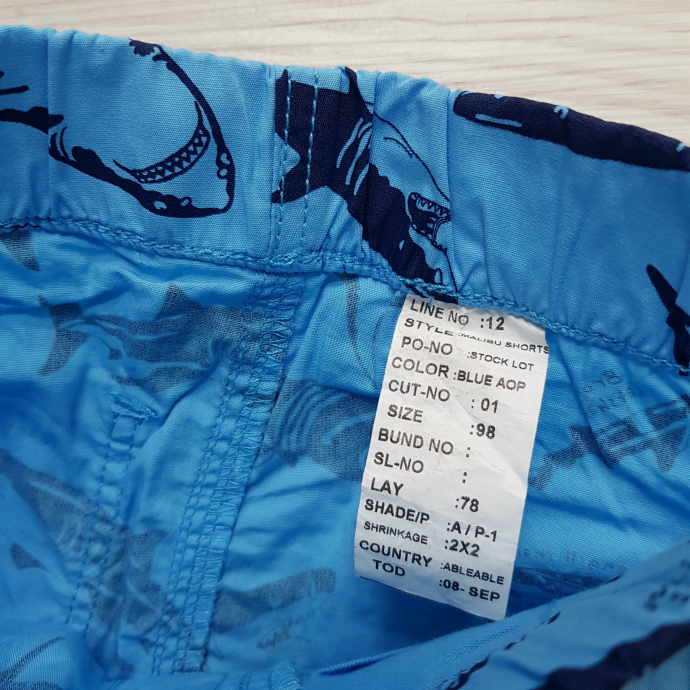 LINE NO :12
STYLE :MALIBU SHORTS
PO-NO :STOCK LOT
COLOR :BLUE AOP
CUT-NO :01
SIZE :98
BUND NO :
SL-NO :
LAY :78
SHADE/P :A / P-1
SHRINKAGE :2X2
COUNTRY :ABLEABLE
TOD :08- SEP